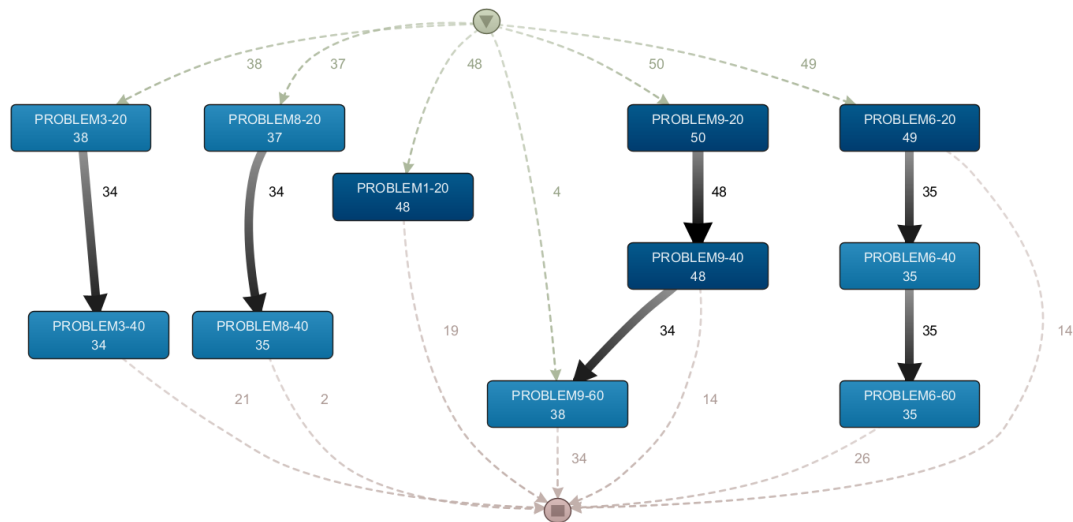 38
37
48
50
49
PROBLEM3-20
38
PROBLEM8-20
37
PROBLEM9-20
50
PROBLEM6-20
49
34
34
PROBLEM1-20
48
4
48
35
PROBLEM9-40
48
PROBLEM6-40
35
PROBLEM3-40
34
PROBLEM8-40
35
19
34
35
14
PROBLEM9-60
38
PROBLEM6-60
35
21
2
14
34
26